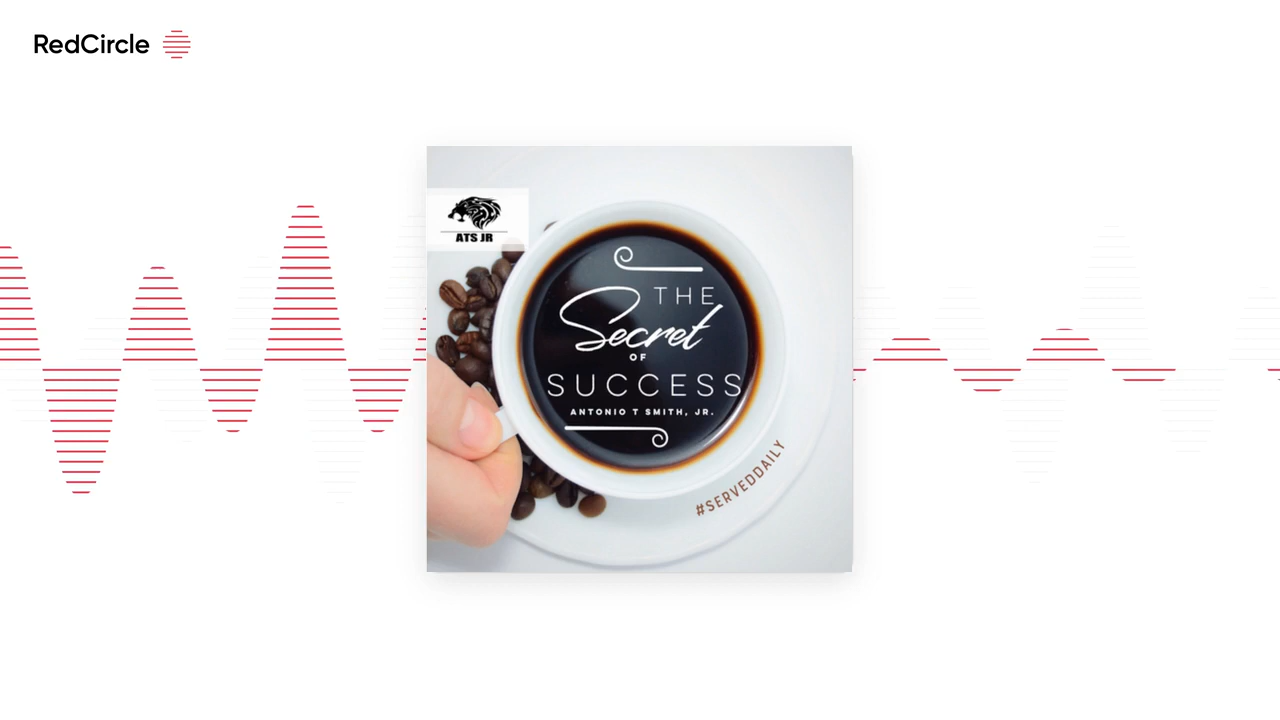 RedCircle
ATS JR
THE
Secret
OF
SUCCESS
ANTONIO T SMITH, JR.
#SERVEDDAILY